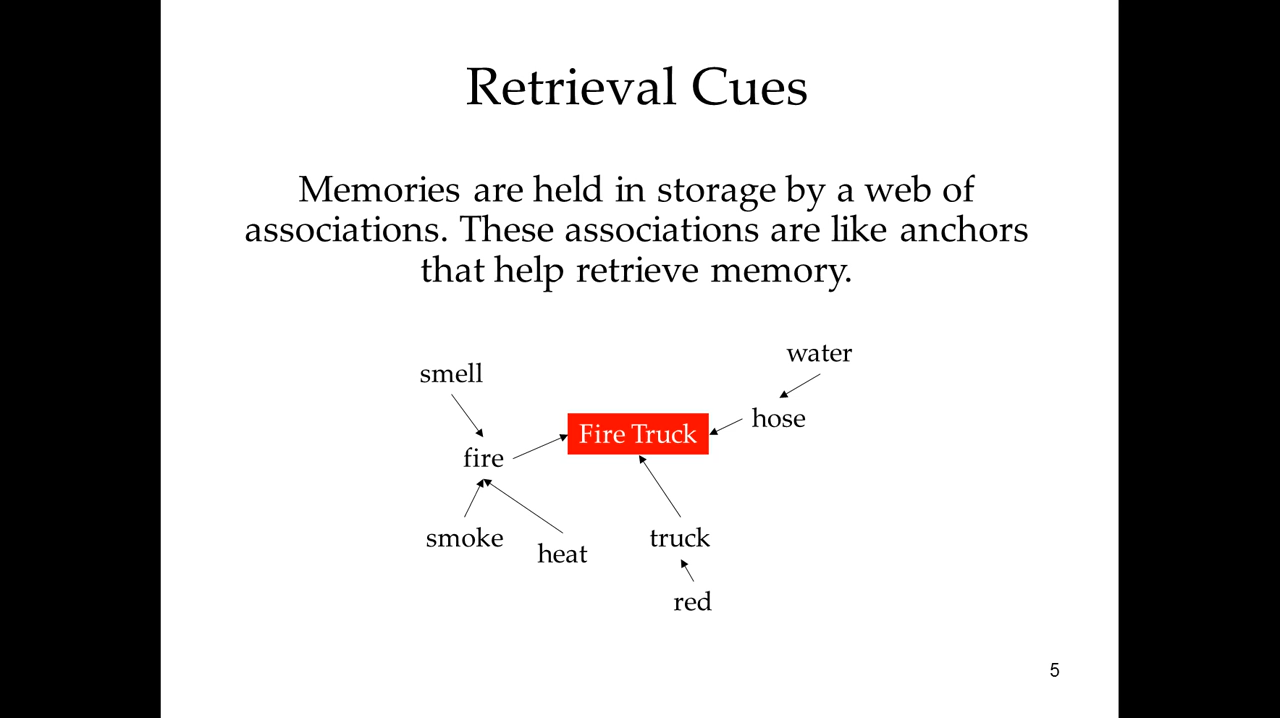 Retrieval Cues
Memories are held in storage by a web of
associations. These associations are like anchors
that help retrieve memory.
water
smell
hose
Fire Truck
fire
smoke
heat
truck
red
5